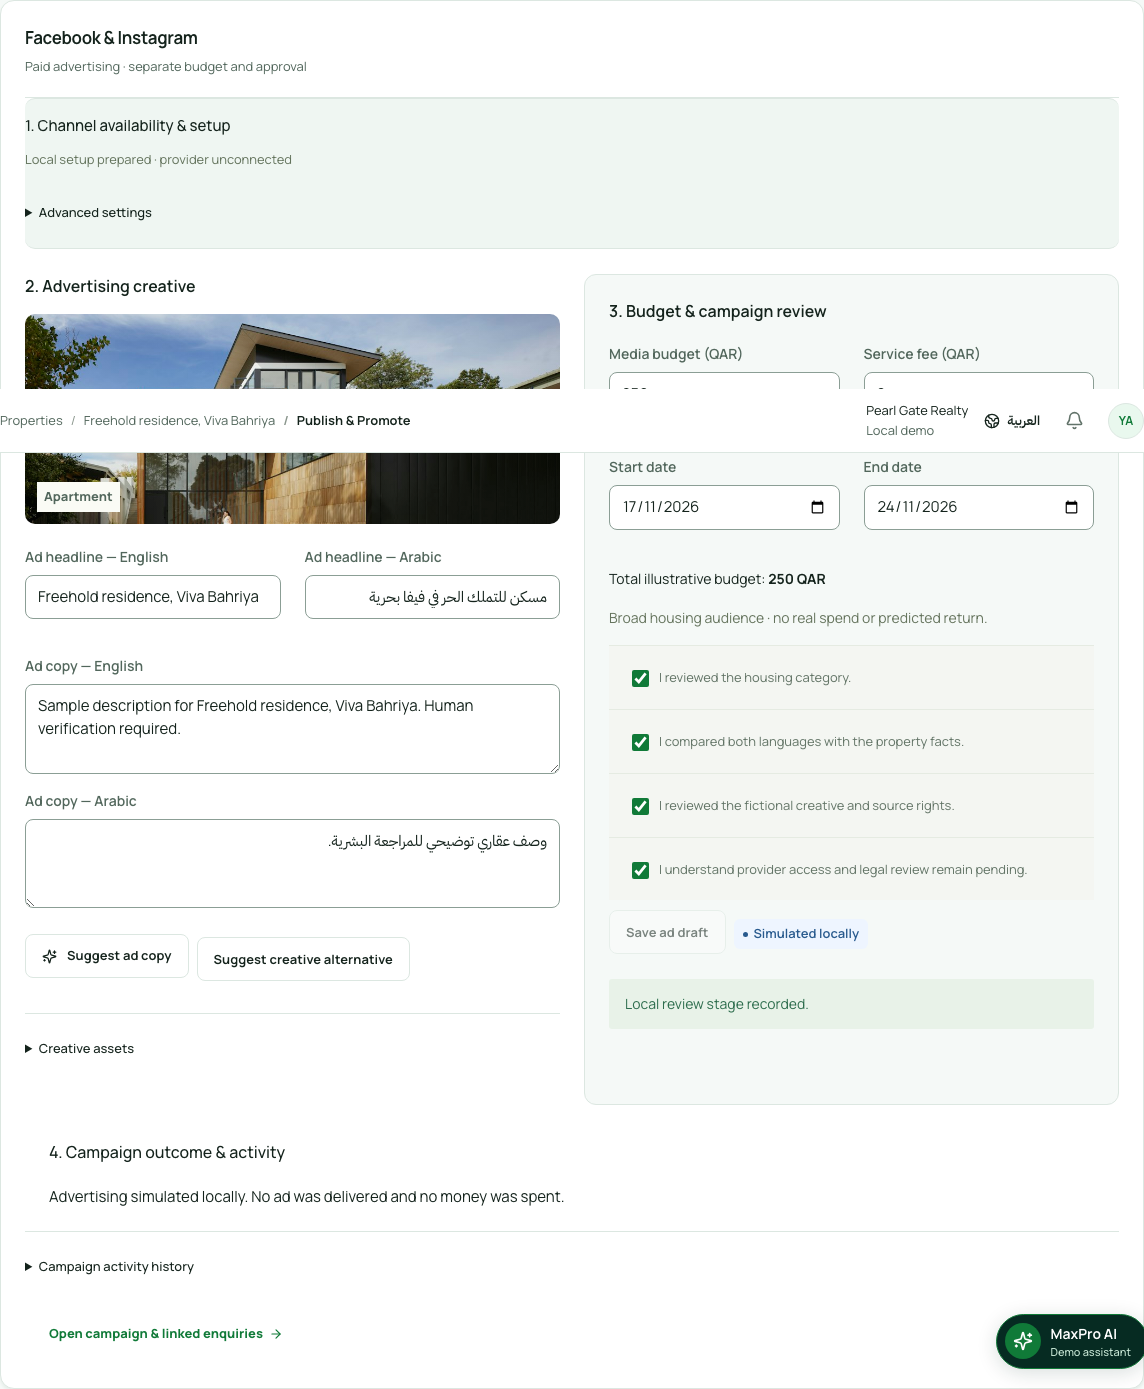 Facebook & Instagram
Paid advertising · separate budget and approval
1. Channel availability & setup
Local setup prepared · provider unconnected
Advanced settings
2. Advertising creative
3. Budget & campaign review
Media budget (QAR)
Service fee (QAR)
Properties / Freehold residence, Viva Bahriya / Publish & Promote
Pearl Gate Realty
Local demo
العربية
YA
Apartment
Start date
End date
17/11/2026
24/11/2026
Ad headline — English
Ad headline — Arabic
Freehold residence, Viva Bahriya
مسكن للتملك الحر في فيفا بحرية
Ad copy — English
Sample description for Freehold residence, Viva Bahriya. Human
verification required.
Ad copy — Arabic
وصف عقاري توضيحي للمراجعة البشرية.
Suggest ad copy
Suggest creative alternative
Creative assets
Total illustrative budget: 250 QAR
Broad housing audience · no real spend or predicted return.
I reviewed the housing category.
I compared both languages with the property facts.
I reviewed the fictional creative and source rights.
I understand provider access and legal review remain pending.
Save ad draft
Simulated locally
Local review stage recorded.
4. Campaign outcome & activity
Advertising simulated locally. No ad was delivered and no money was spent.
Campaign activity history
Open campaign & linked enquiries
MaxPro AI
Demo assistant